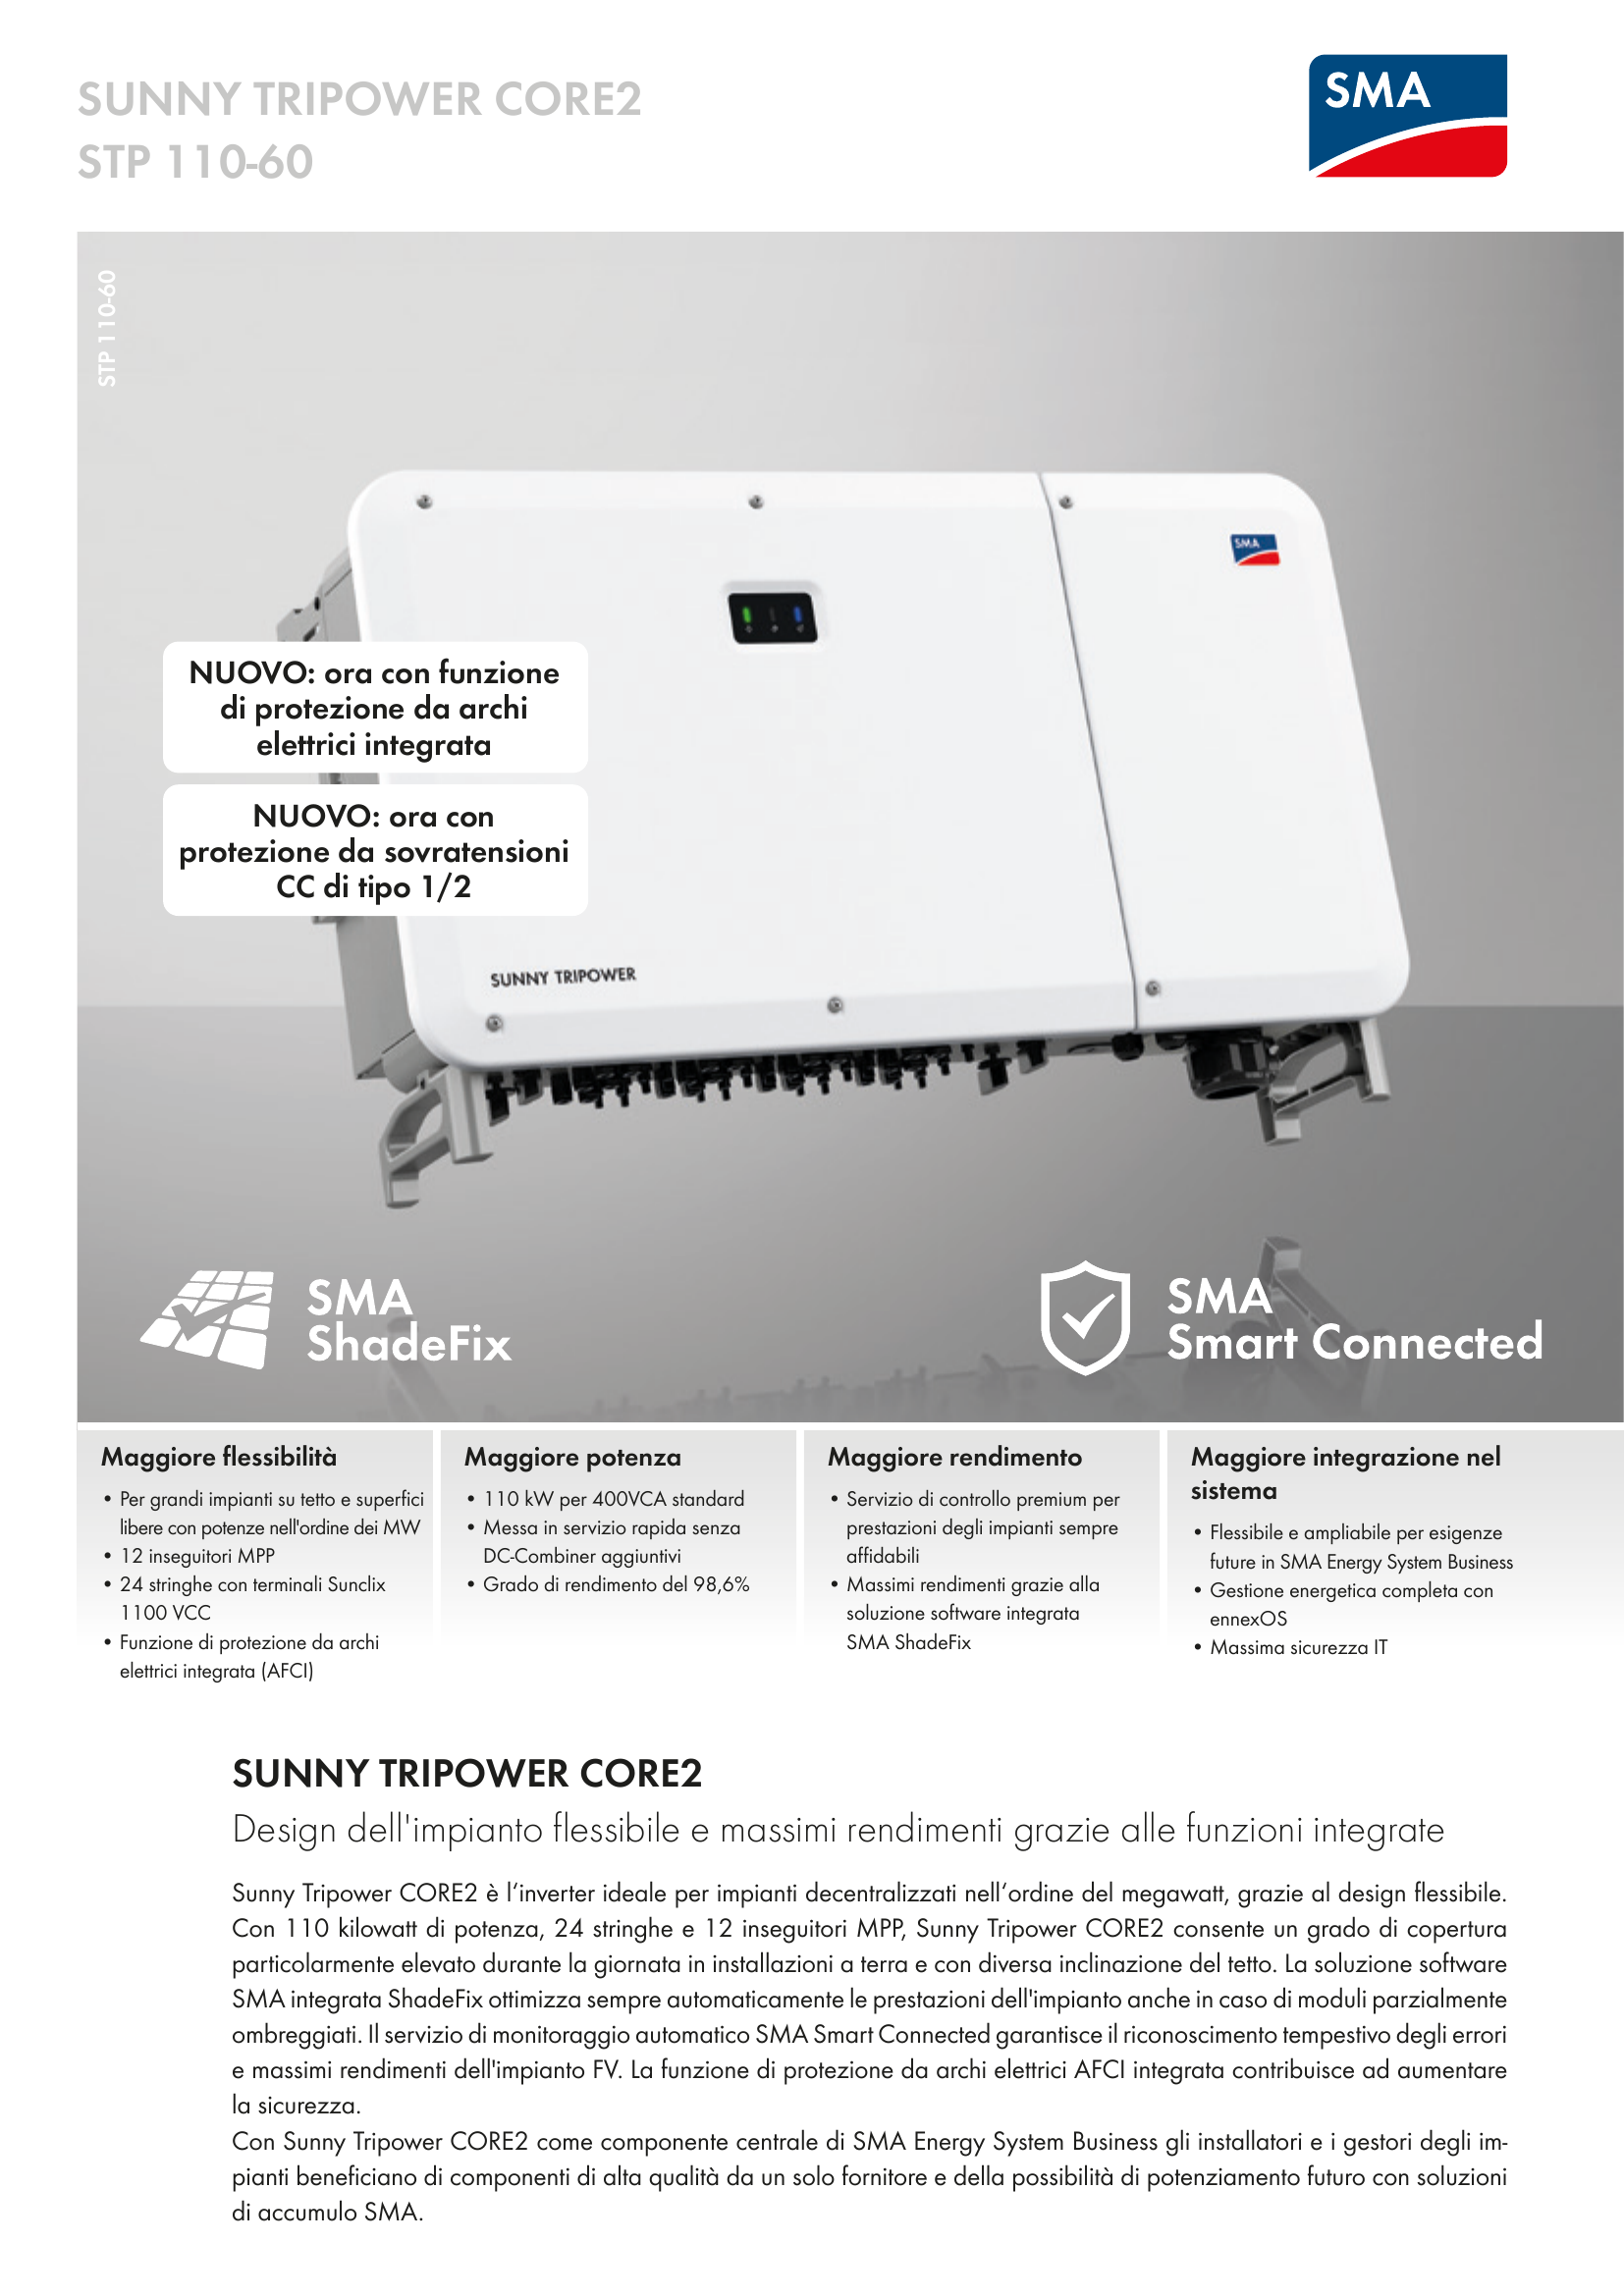 SUNNY TRIPOWER CORE2
STP 110-60
SMA
STP 110-60
SMA
NUOVO: ora con funzione
di protezione da archi
elettrici integrata
NUOVO: ora con
protezione da sovratensioni
CC di tipo 1/2
SUNNY TRIPOWER
SMA
ShadeFix
SMA
Smart Connected
Maggiore flessibilità
• Per grandi impianti su tetto e superfici
libere con potenze nell'ordine dei MW
• 12 inseguitori MPP
• 24 stringhe con terminali Sunclix
1100 VCC
• Funzione di protezione da archi
elettrici integrata (AFCI)
Maggiore potenza
• 110 kW per 400VCA standard
• Messa in servizio rapida senza
DC-Combiner aggiuntivi
• Grado di rendimento del 98,6%
Maggiore rendimento
• Servizio di controllo premium per
prestazioni degli impianti sempre
affidabili
• Massimi rendimenti grazie alla
soluzione software integrata
SMA ShadeFix
Maggiore integrazione nel
sistema
• Flessibile e ampliabile per esigenze
future in SMA Energy System Business
• Gestione energetica completa con
ennexOS
• Massima sicurezza IT
SUNNY TRIPOWER CORE2
Design dell'impianto flessibile e massimi rendimenti grazie alle funzioni integrate
Sunny Tripower CORE2 è l‘inverter ideale per impianti decentralizzati nell‘ordine del megawatt, grazie al design flessibile.
Con 110 kilowatt di potenza, 24 stringhe e 12 inseguitori MPP, Sunny Tripower CORE2 consente un grado di copertura
particolarmente elevato durante la giornata in installazioni a terra e con diversa inclinazione del tetto. La soluzione software
SMA integrata ShadeFix ottimizza sempre automaticamente le prestazioni dell'impianto anche in caso di moduli parzialmente
ombreggiati. Il servizio di monitoraggio automatico SMA Smart Connected garantisce il riconoscimento tempestivo degli errori
e massimi rendimenti dell'impianto FV. La funzione di protezione da archi elettrici AFCI integrata contribuisce ad aumentare
la sicurezza.
Con Sunny Tripower CORE2 come componente centrale di SMA Energy System Business gli installatori e i gestori degli im-
pianti beneficiano di componenti di alta qualità da un solo fornitore e della possibilità di potenziamento futuro con soluzioni
di accumulo SMA.